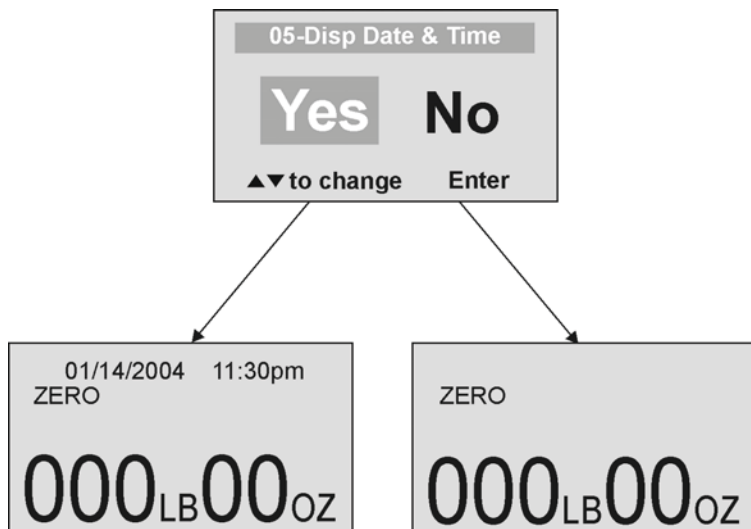 05-Disp Date & Time
Yes No
▲▼to change Enter
01/14/2004 11:30pm
ZERO
000LB00OZ
ZERO
000LB00OZ